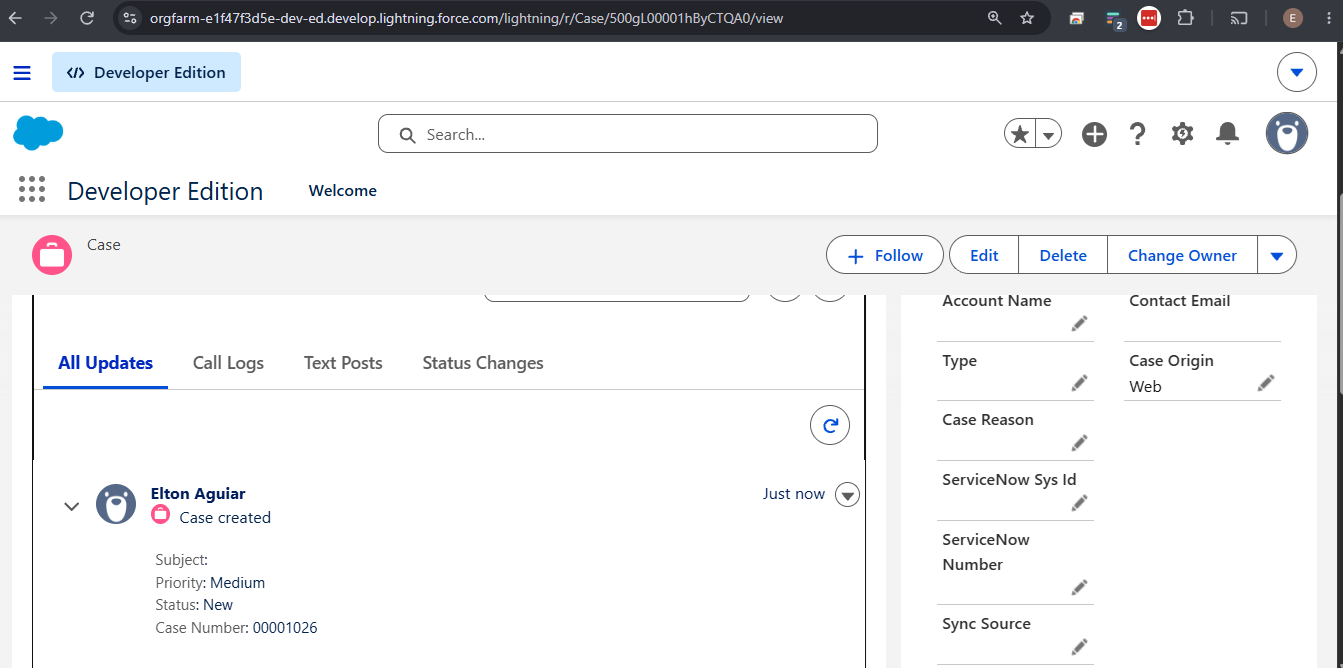 orgfarm-e1f47f3d5e-dev-ed.develop.lightning.force.com/lightning/r/Case/500gL00001hByCTQA0/view
2
E
</> Developer Edition
Search...
Developer Edition
Welcome
Case
Follow
Edit
Delete
Change Owner
Account Name
Contact Email
All Updates
Call Logs
Text Posts
Status Changes
Type
Case Origin
Web
Case Reason
ServiceNow Sys Id
Elton Aguiar
Just now
Case created
ServiceNow
Number
Subject:
Priority: Medium
Status: New
Case Number: 00001026
Sync Source